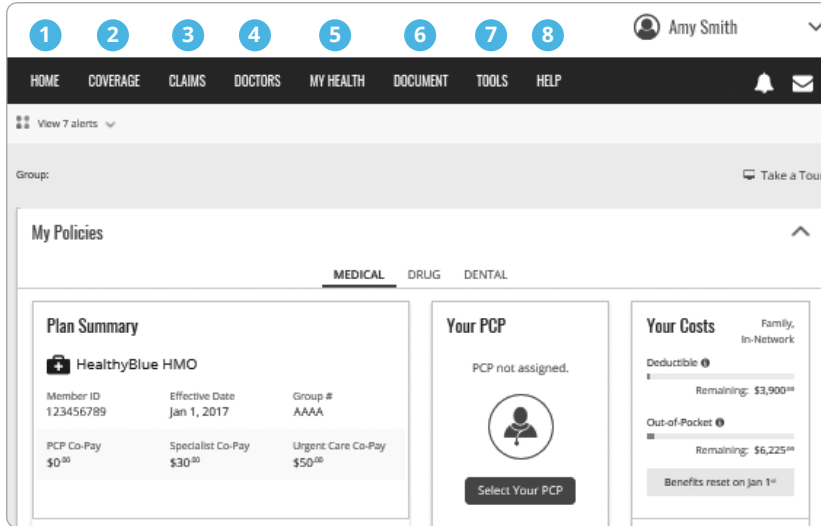 Amy Smith
1 2 3 4 5 6 7 8
HOME COVERAGE CLAIMS DOCTORS MY HEALTH DOCUMENT TOOLS HELP
View 7 alerts
Group:
Take a Tour
My Policies
MEDICAL DRUG DENTAL
Plan Summary
HealthyBlue HMO
Member ID Effective Date Group #
123456789 Jan 1, 2017 AAAA
PCP Co-Pay Specialist Co-Pay Urgent Care Co-Pay
$0.00 $30.00 $50.00
Your PCP
PCP not assigned.
Select Your PCP
Your Costs
Family,
In-Network
Deductible
Remaining: $3,900.00
Out-of-Pocket
Remaining: $6,225.00
Benefits reset on Jan 1st